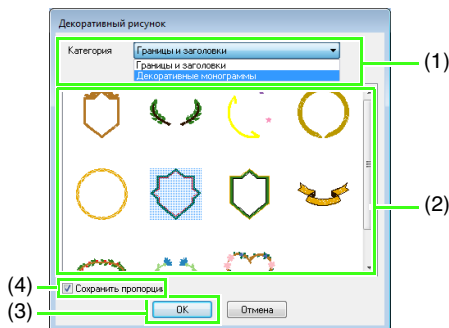 Декоративный рисунок
Категория Границы и заголовки
Границы и заголовки
Декоративные монограммы
(1)
(2)
(4) Сохранить пропорции
(3) OK Отмена